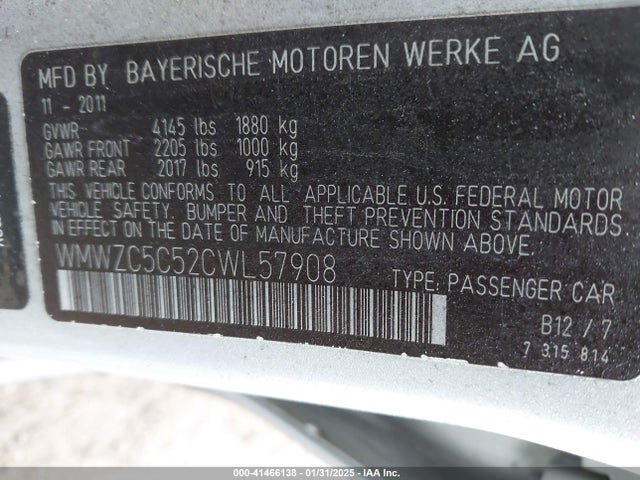 MFD BY BAYERISCHE MOTOREN WERKE AG
11 - 2011
GVWR 4145 lbs 1880 kg
GAWR FRONT 2205 lbs 1000 kg
GAWR REAR 2017 lbs 915 kg
THIS VEHICLE CONFORMS TO ALL APPLICABLE U.S. FEDERAL MOTOR
VEHICLE SAFETY, BUMPER AND THEFT PREVENTION STANDARDS
IN EFFECT ON THE DATE OF MANUFACTURE SHOWN ABOVE.
WMWZC5C52CWL57908 TYPE: PASSENGER CAR
B12 / 7
7 315 814
000-41466138 - 01/31/2025 - IAA Inc.